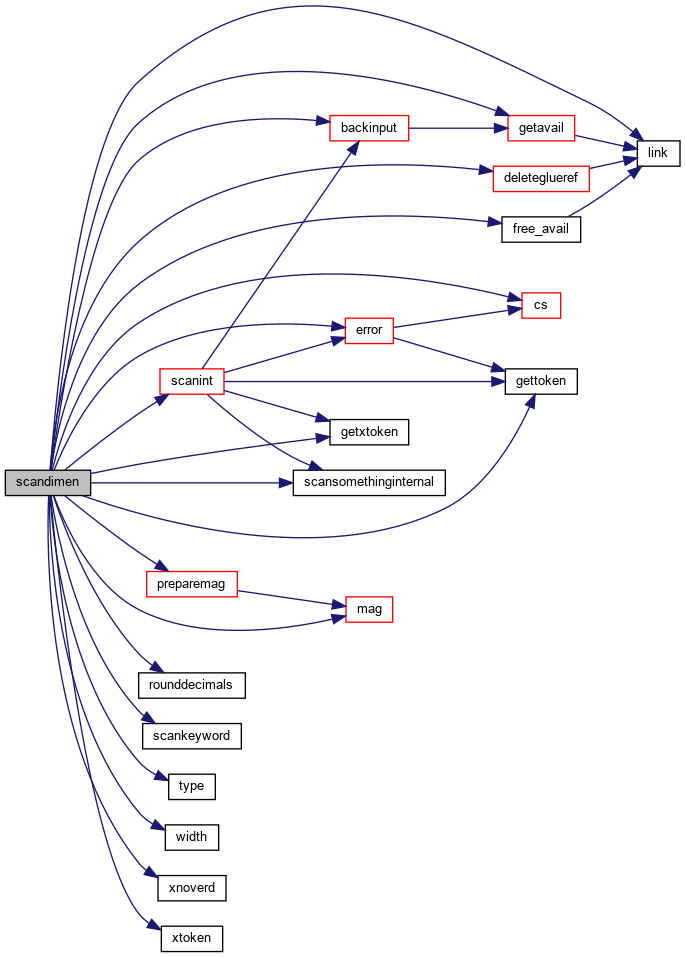 backinput
getavail
link
deleteglueref
free_avail
cs
error
scanint
gettoken
getxtoken
scandimen
scansomethinginternal
preparemag
mag
rounddecimals
scankeyword
type
width
xnoverd
xtoken